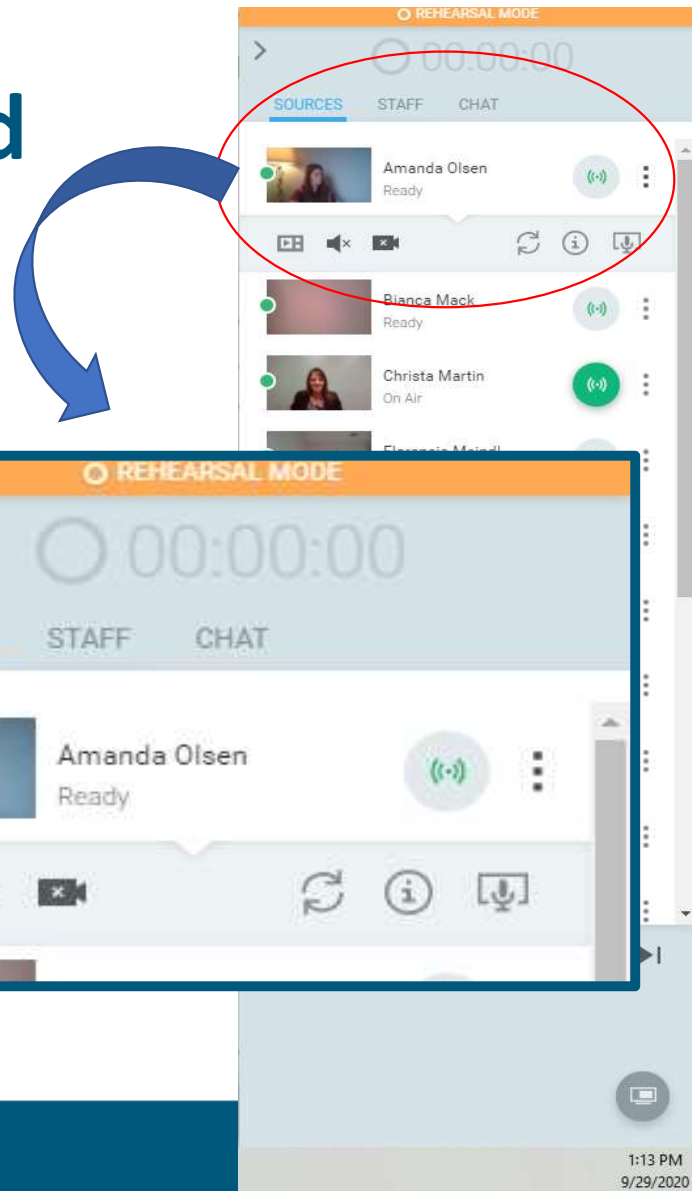 d
REHEARSAL MODE
00:00:00
SOURCES STAFF CHAT
Amanda Olsen
Ready
Bianca Mack
Ready
Christa Martin
On Air
REHEARSAL MODE
00:00:00
STAFF CHAT
Amanda Olsen
Ready
1:13 PM
9/29/2020